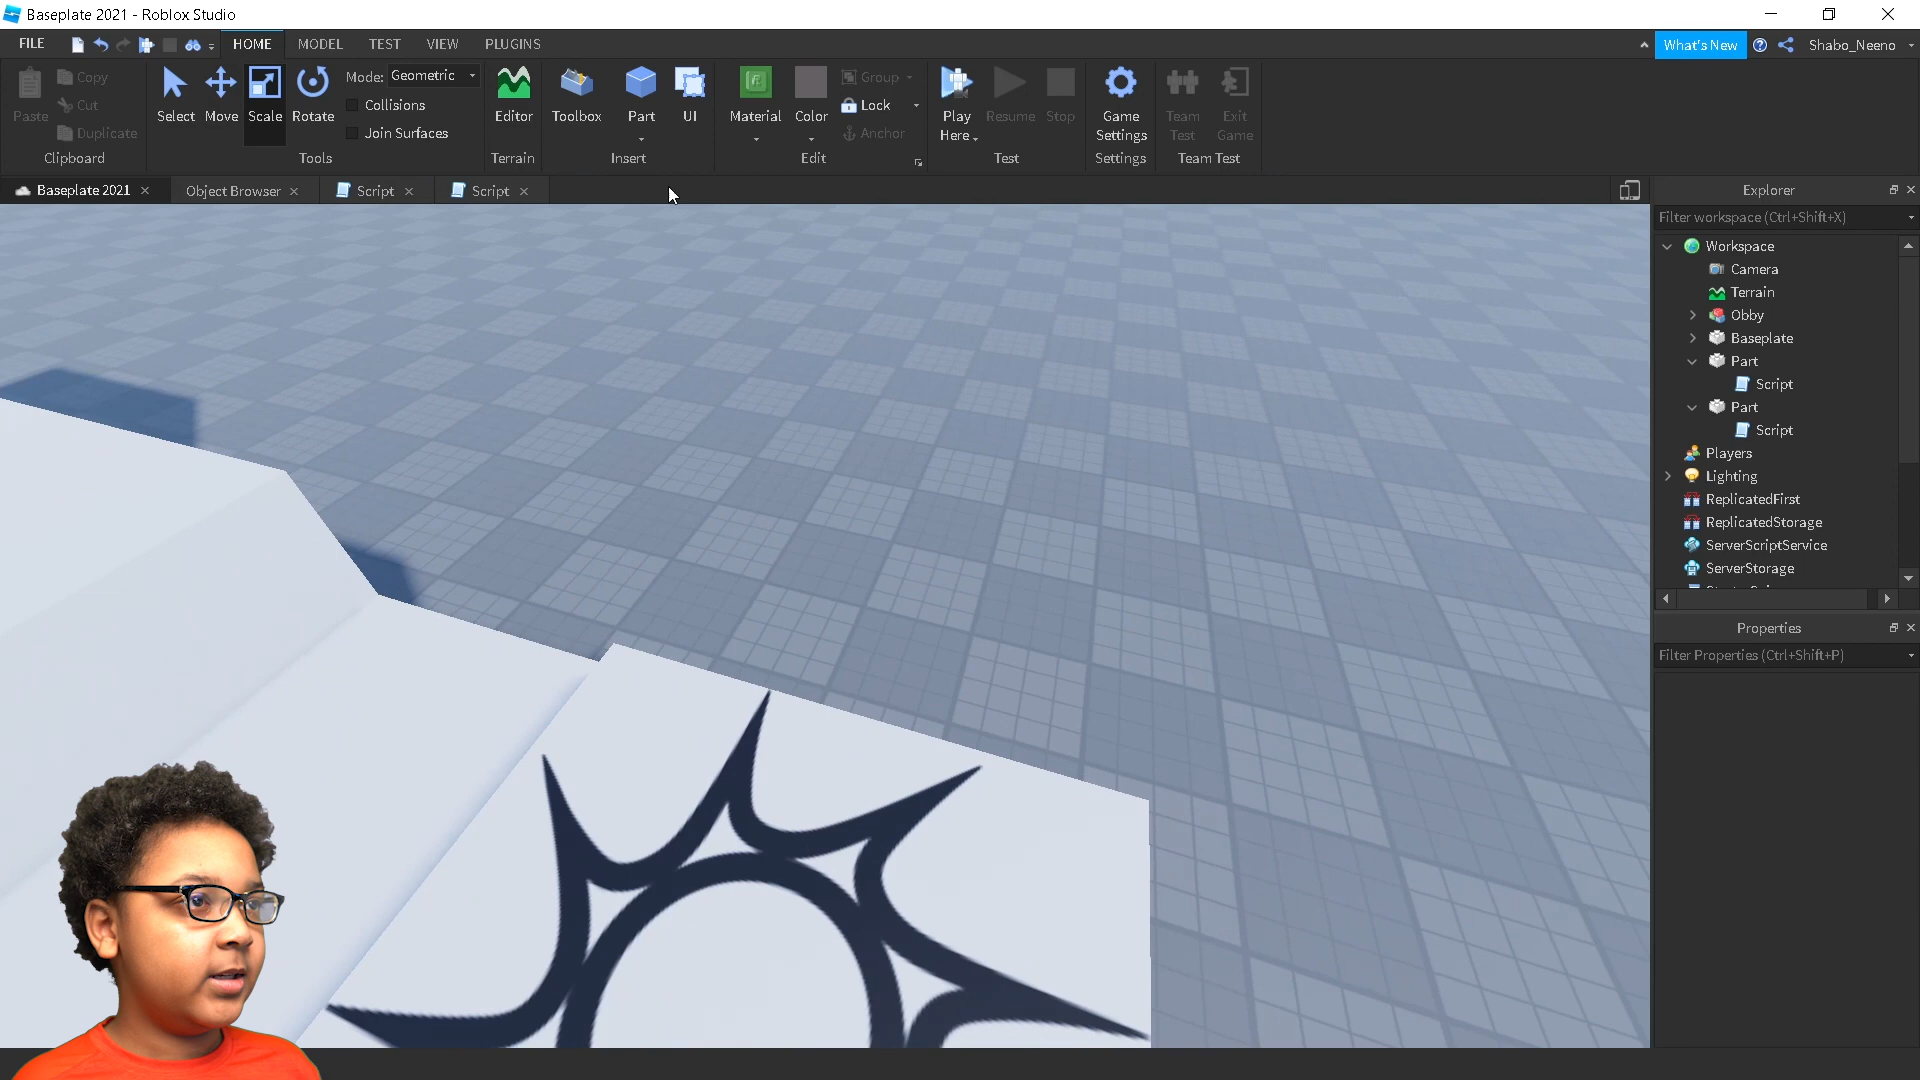 Baseplate 2021 - Roblox Studio
FILE HOME MODEL TEST VIEW PLUGINS What's New Shabo_Neeno
Paste Copy Cut Duplicate
Clipboard
Select Move Scale Rotate
Mode: Geometric
Collisions
Join Surfaces
Tools
Editor
Terrain
Toolbox Part UI
Insert
Material Color
Group
Lock
Anchor
Edit
Play Here Resume Stop
Test
Game Settings
Settings
Team Test Exit Game
Team Test
Baseplate 2021 Object Browser Script Script
Explorer
Filter workspace (Ctrl+Shift+X)
Workspace
Camera
Terrain
Obby
Baseplate
Part
Script
Part
Script
Players
Lighting
ReplicatedFirst
ReplicatedStorage
ServerScriptService
ServerStorage
Properties
Filter Properties (Ctrl+Shift+P)